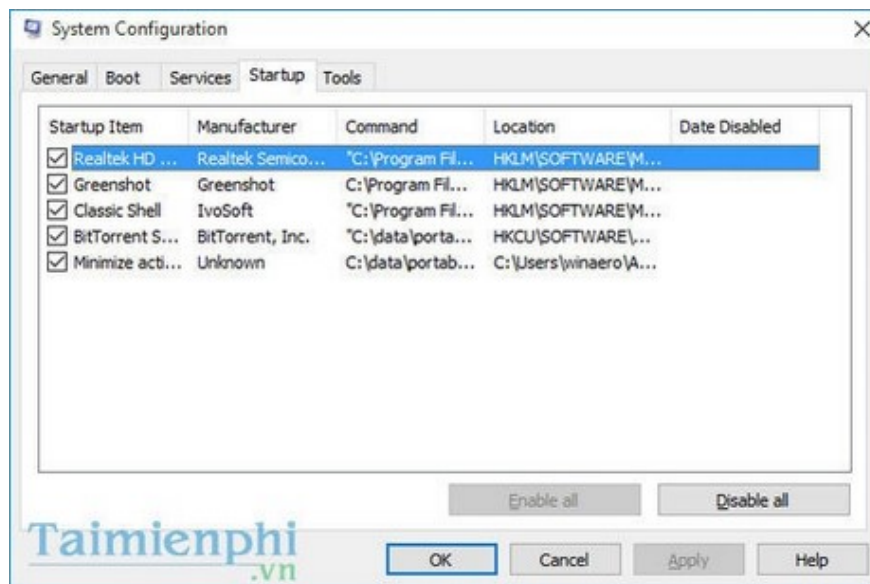 System Configuration
General Boot Services Startup Tools
Startup Item Manufacturer Command Location Date Disabled
Realtek HD ... Realtek Semico... "C:\Program Fil... HKLM\SOFTWARE\M...
Greenshot Greenshot C:\Program Fil... HKLM\SOFTWARE\M...
Classic Shell IvoSoft "C:\Program Fil... HKLM\SOFTWARE\M...
BitTorrent S... BitTorrent, Inc. "C:\data\porta... HKCU\SOFTWARE\...
Minimize acti... Unknown C:\data\portab... C:\Users\winaero\A...
Enable all Disable all
Taimienphi
.vn
OK Cancel Apply Help